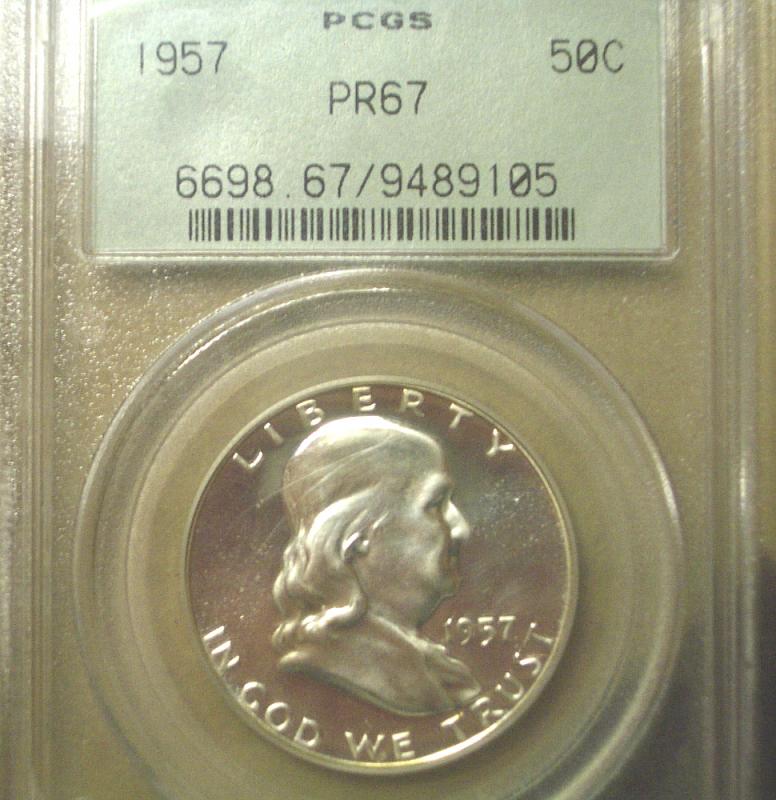 PCGS
1957 50C
PR67
6698.67/9489105
LIBERTY
1957
IN GOD WE TRUST